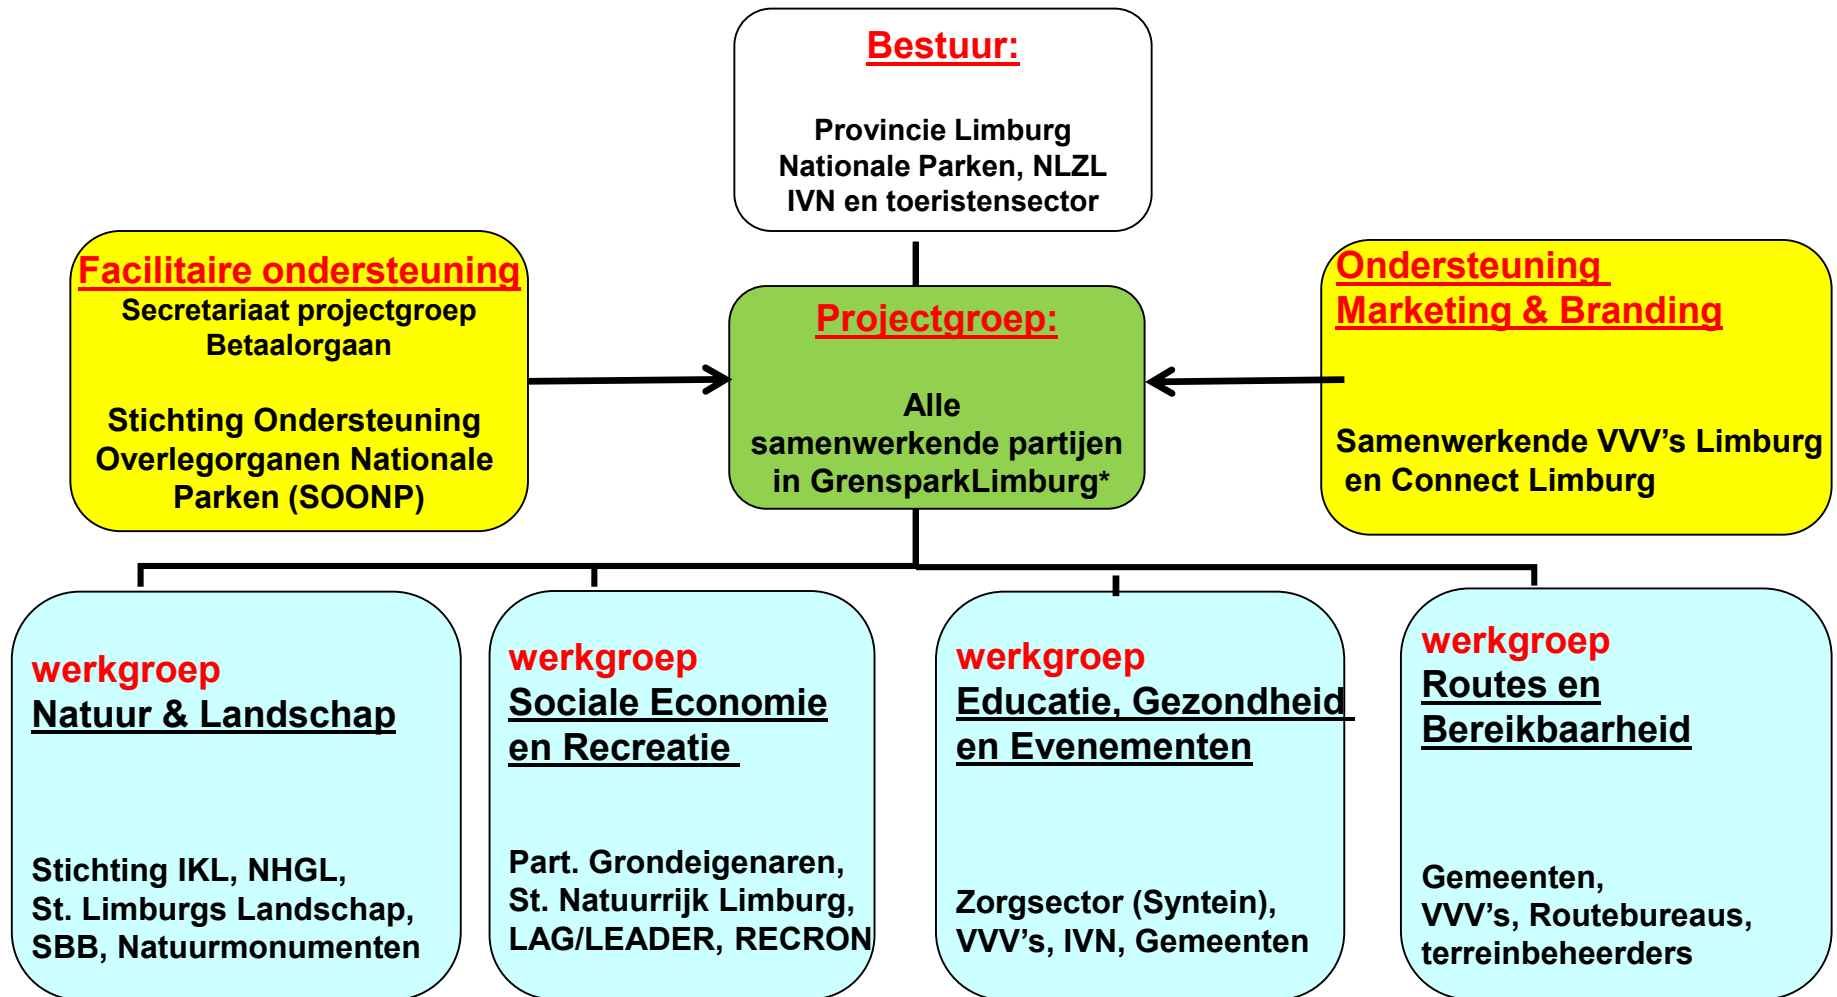 Bestuur:
Provincie Limburg
Nationale Parken, NLZL
IVN en toeristensector
Facilitaire ondersteuning
Secretariaat projectgroep
Betaalorgaan
Stichting Ondersteuning
Overlegorganen Nationale
Parken (SOONP)
Projectgroep:
Alle
samenwerkende partijen
in GrensparkLimburg*
Ondersteuning
Marketing & Branding
Samenwerkende VVV’s Limburg
en Connect Limburg
werkgroep
Natuur & Landschap
Stichting IKL, NHGL,
St. Limburgs Landschap,
SBB, Natuurmonumenten
werkgroep
Sociale Economie
en Recreatie
Part. Grondeigenaren,
St. Natuurrijk Limburg,
LAG/LEADER, RECRON
werkgroep
Educatie, Gezondheid
en Evenementen
Zorgsector (Syntein),
VVV’s, IVN, Gemeenten
werkgroep
Routes en
Bereikbaarheid
Gemeenten,
VVV’s, Routebureaus,
terreinbeheerders